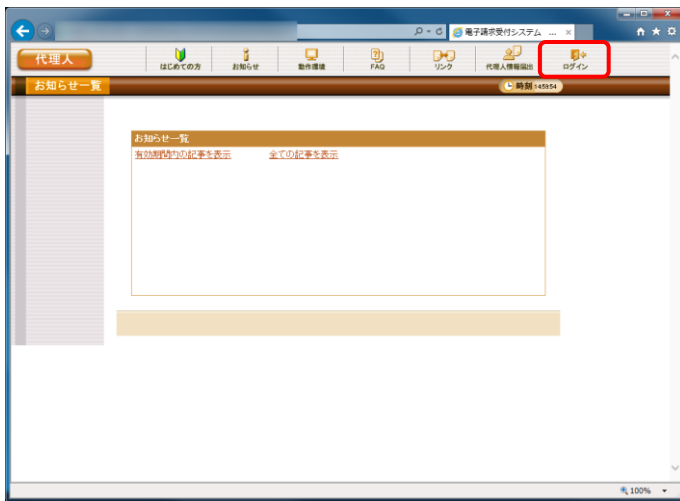 電子請求受付システム ...
代理人
はじめての方
お知らせ
動作環境
FAQ
リンク
代理人情報届出
ログイン
お知らせ一覧
時刻 14:59:54
お知らせ一覧
有効期間内の記事を表示
全ての記事を表示
100%